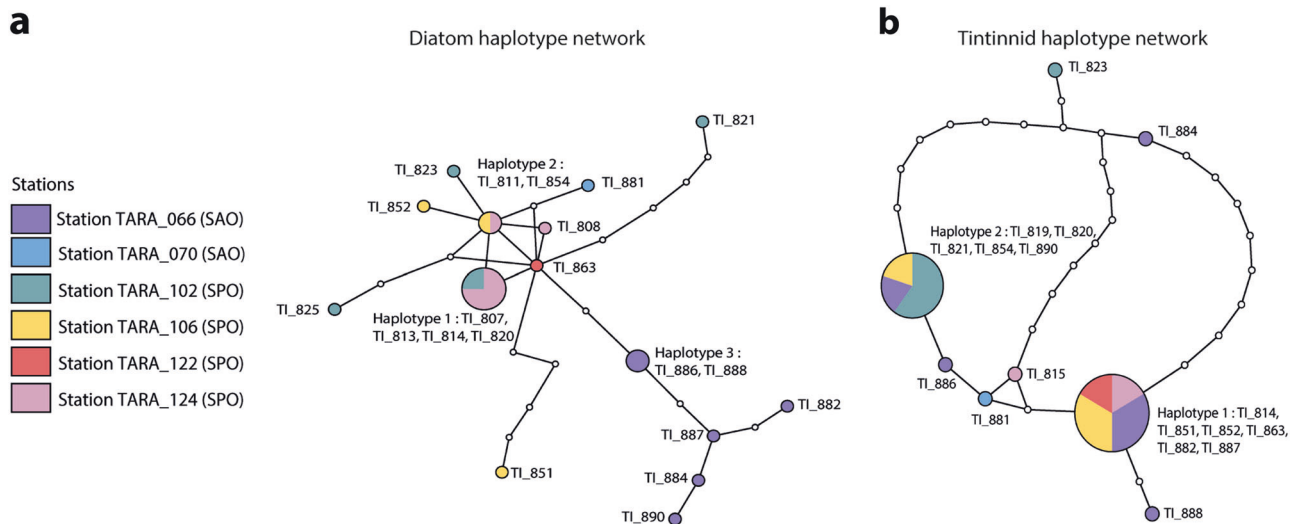 a
Diatom haplotype network
Stations
Station TARA_066 (SAO)
Station TARA_070 (SAO)
Station TARA_102 (SPO)
Station TARA_106 (SPO)
Station TARA_122 (SPO)
Station TARA_124 (SPO)
TI_821
TI_823
Haplotype 2 :
TI_811, TI_854
TI_881
TI_852
TI_808
TI_863
TI_825
Haplotype 1 : TI_807,
TI_813, TI_814, TI_820
Haplotype 3 :
TI_886, TI_888
TI_882
TI_887
TI_851
TI_884
TI_890
b
Tintinnid haplotype network
TI_823
TI_884
Haplotype 2 : TI_819, TI_820,
TI_821, TI_854, TI_890
TI_886
TI_815
TI_881
Haplotype 1 : TI_814,
TI_851, TI_852, TI_863,
TI_882, TI_887
TI_888